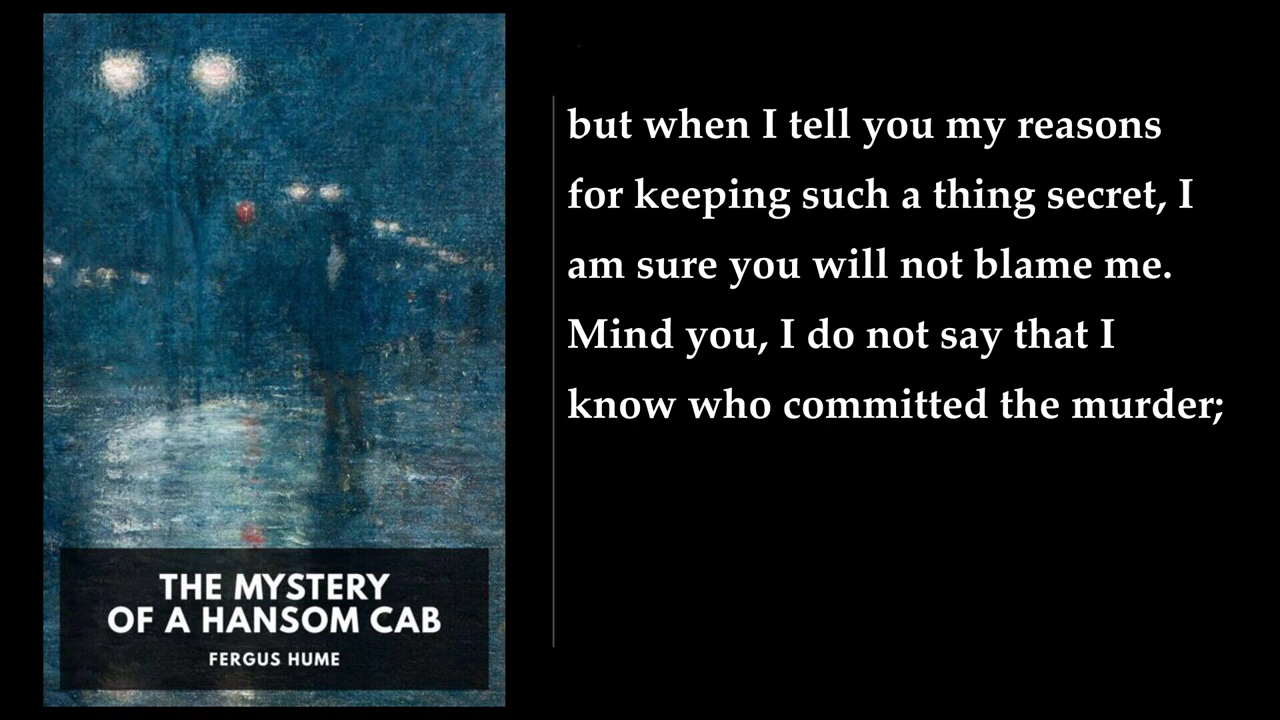 but when I tell you my reasons
for keeping such a thing secret, I
am sure you will not blame me.
Mind you, I do not say that I
know who committed the murder;
THE MYSTERY
OF A HANSOM CAB
FERGUS HUME